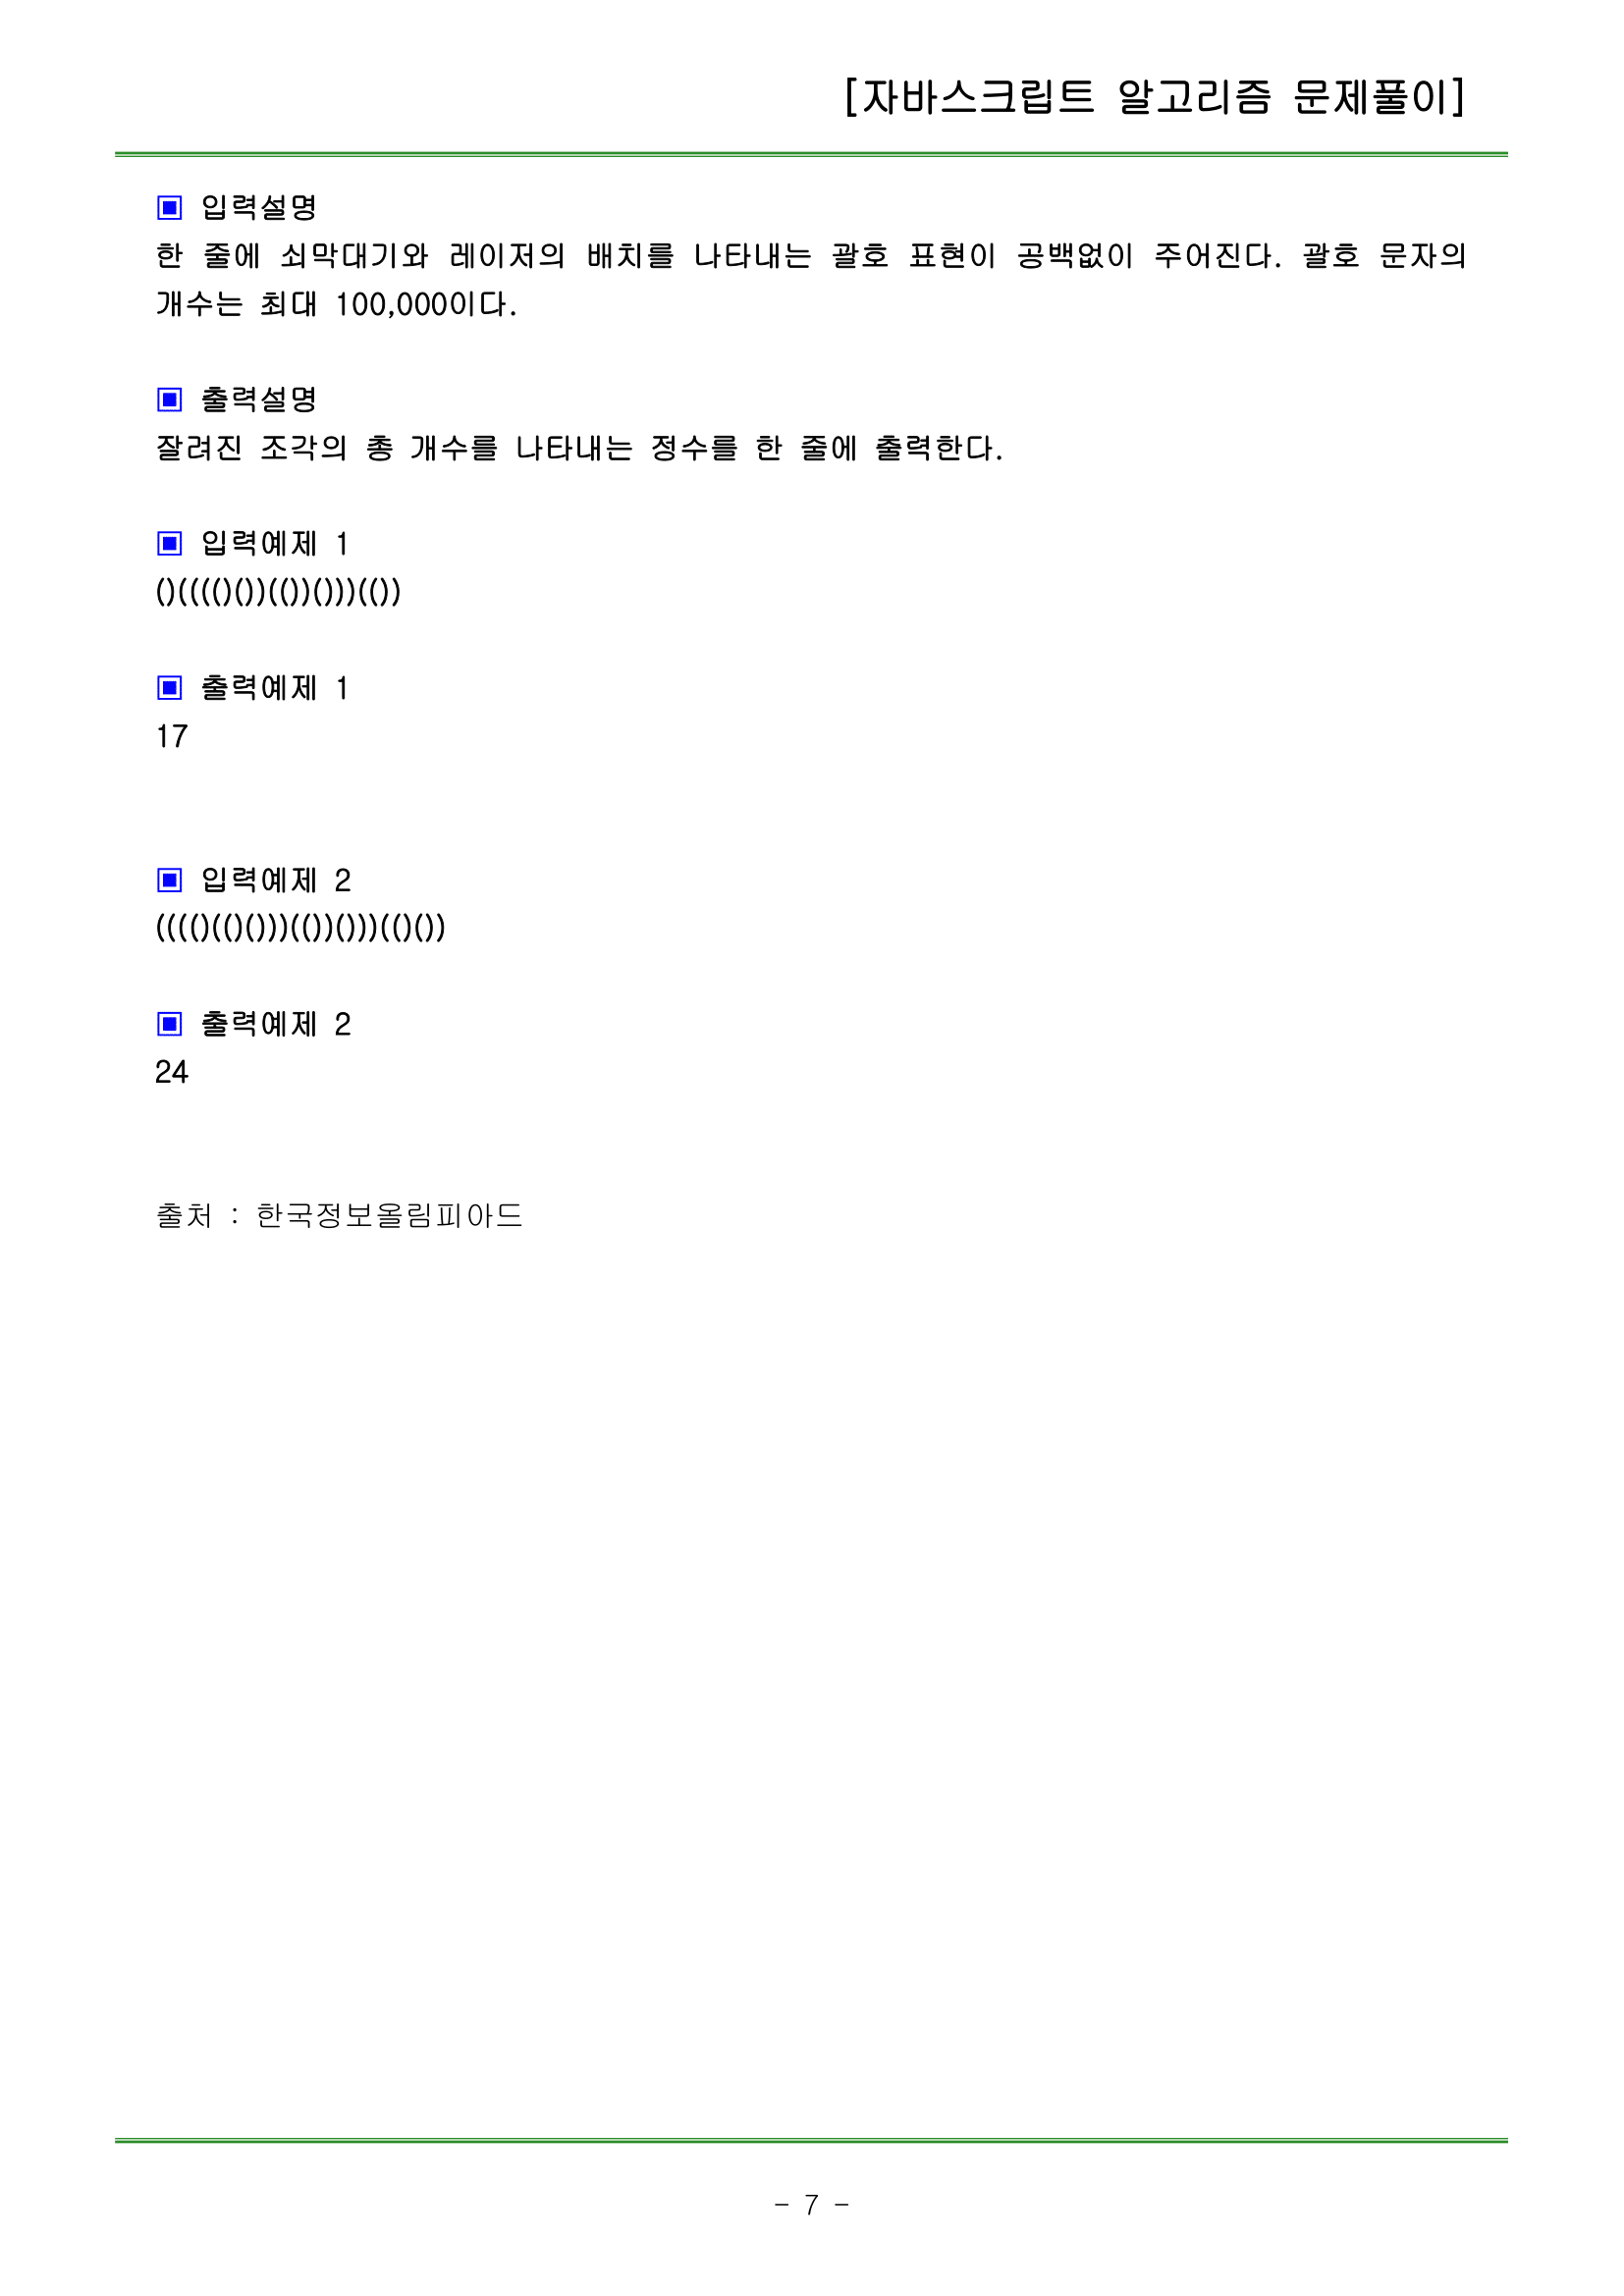 [자바스크립트 알고리즘 문제풀이]
▣ 입력설명
한 줄에 쇠막대기와 레이저의 배치를 나타내는 괄호 표현이 공백없이 주어진다. 괄호 문자의
개수는 최대 100,000이다.
▣ 출력설명
잘려진 조각의 총 개수를 나타내는 정수를 한 줄에 출력한다.
▣ 입력예제 1
()(((()())(())()))(())
▣ 출력예제 1
17
▣ 입력예제 2
(((()(()()))(())()))(()())
▣ 출력예제 2
24
출처 : 한국정보올림피아드
- 7 -